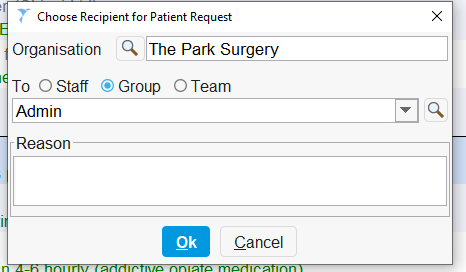 Choose Recipient for Patient Request
Organisation The Park Surgery
To Staff Group Team
Admin
Reason
Ok Cancel
4-6 hourly (addictive opiate medication)